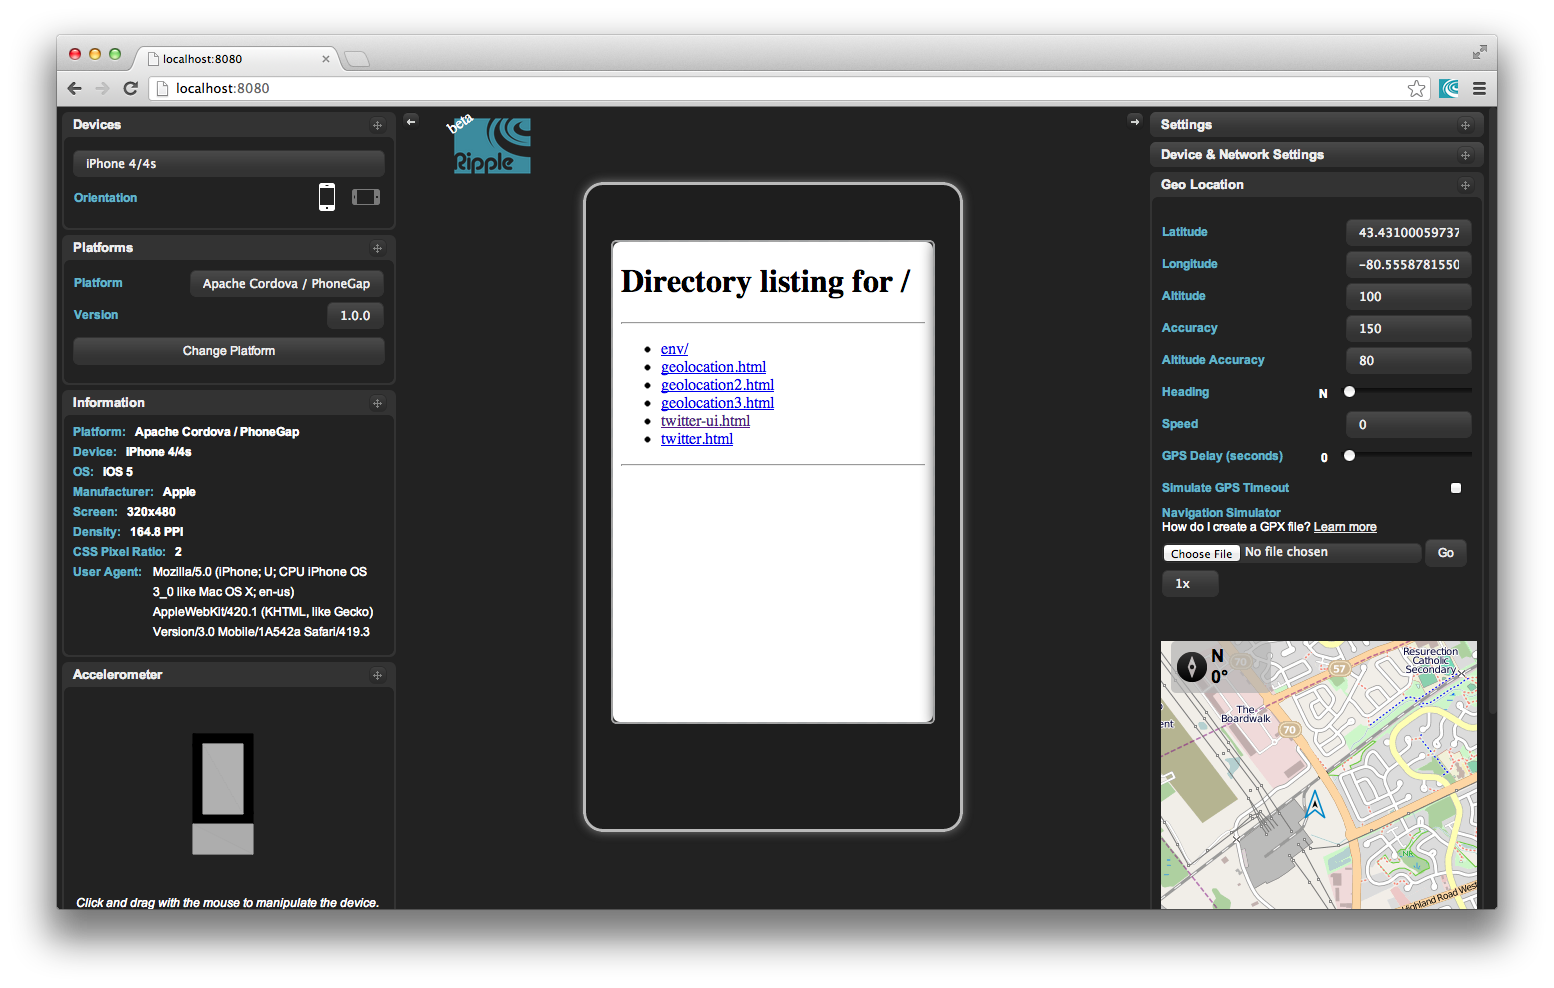 localhost:8080
localhost:8080
Devices
iPhone 4/4s
Orientation
Platforms
Platform
Apache Cordova / PhoneGap
Version
1.0.0
Change Platform
Information
Platform: Apache Cordova / PhoneGap
Device: iPhone 4/4s
OS: iOS 5
Manufacturer: Apple
Screen: 320x480
Density: 164.8 PPI
CSS Pixel Ratio: 2
User Agent: Mozilla/5.0 (iPhone; U; CPU iPhone OS
3_0 like Mac OS X; en-us)
AppleWebKit/420.1 (KHTML, like Gecko)
Version/3.0 Mobile/1A542a Safari/419.3
Accelerometer
Click and drag with the mouse to manipulate the device.
beta
Ripple
Directory listing for /
env/
geolocation.html
geolocation2.html
geolocation3.html
twitter-ui.html
twitter.html
Settings
Device & Network Settings
Geo Location
Latitude 43.43100059737
Longitude -80.5558781550
Altitude 100
Accuracy 150
Altitude Accuracy 80
Heading N
Speed 0
GPS Delay (seconds) 0
Simulate GPS Timeout
Navigation Simulator
How do I create a GPX file? Learn more
Choose File No file chosen Go
1x
N
0°
70
57
Resurection
Catholic
Secondary
The
Boardwalk
ent
70
NR
Highland Road West